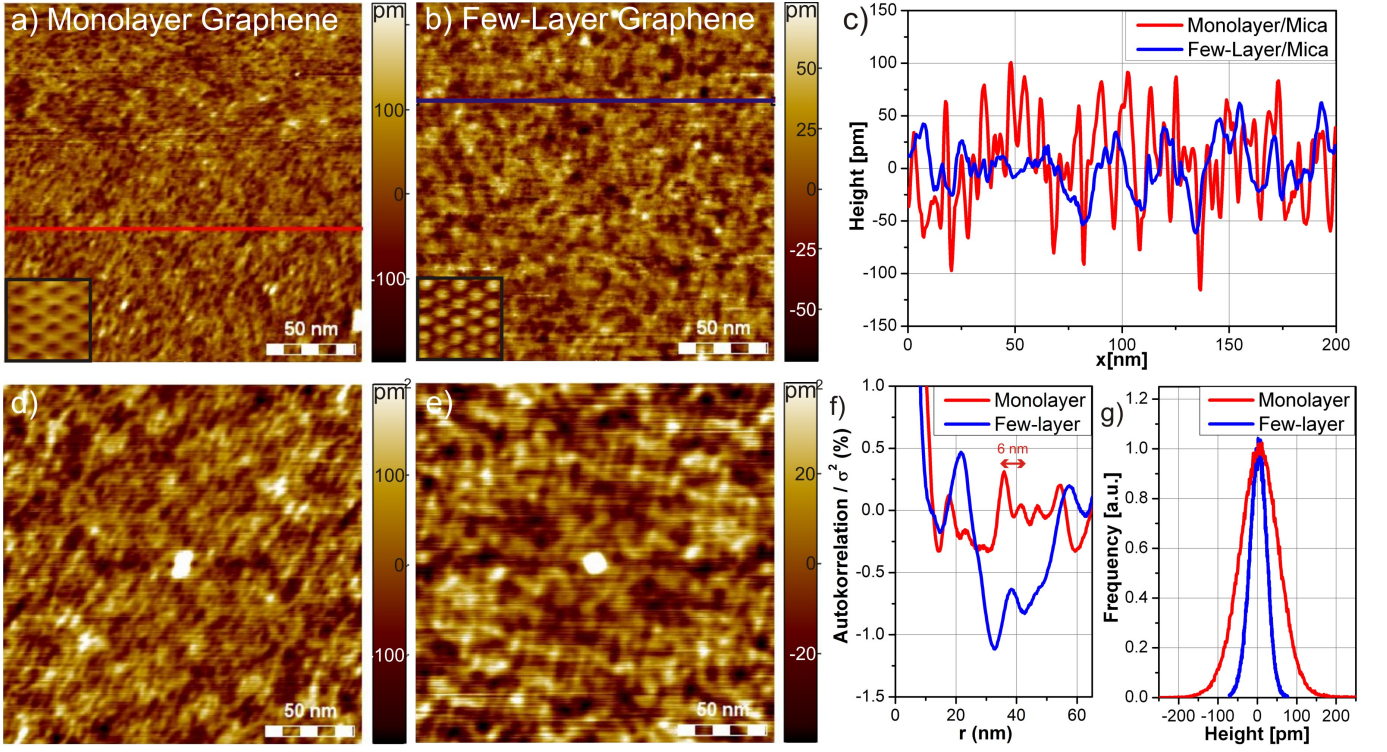 a) Monolayer Graphene
pm
100
0
-100
50 nm
b) Few-Layer Graphene
pm
50
25
0
-25
-50
50 nm
c)
Monolayer/Mica
Few-Layer/Mica
150
100
50
0
-50
-100
-150
Height [pm]
0 50 100 150 200
x[nm]
d)
pm²
100
0
-100
50 nm
e)
pm²
20
0
-20
50 nm
f)
Monolayer
Few-layer
6 nm
1.0
0.5
0.0
-0.5
-1.0
-1.5
Autokorrelation / σ² (%)
0 20 40 60
r (nm)
g)
Monolayer
Few-layer
1.2
1.0
0.8
0.6
0.4
0.2
0.0
Frequency [a.u.]
-200 -100 0 100 200
Height [pm]